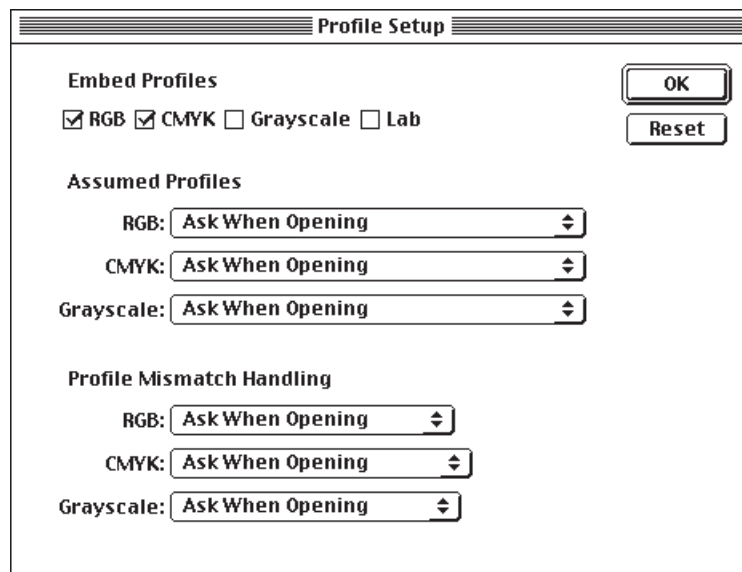 Profile Setup
Embed Profiles
OK
RGB CMYK Grayscale Lab
Reset
Assumed Profiles
RGB: Ask When Opening
CMYK: Ask When Opening
Grayscale: Ask When Opening
Profile Mismatch Handling
RGB: Ask When Opening
CMYK: Ask When Opening
Grayscale: Ask When Opening